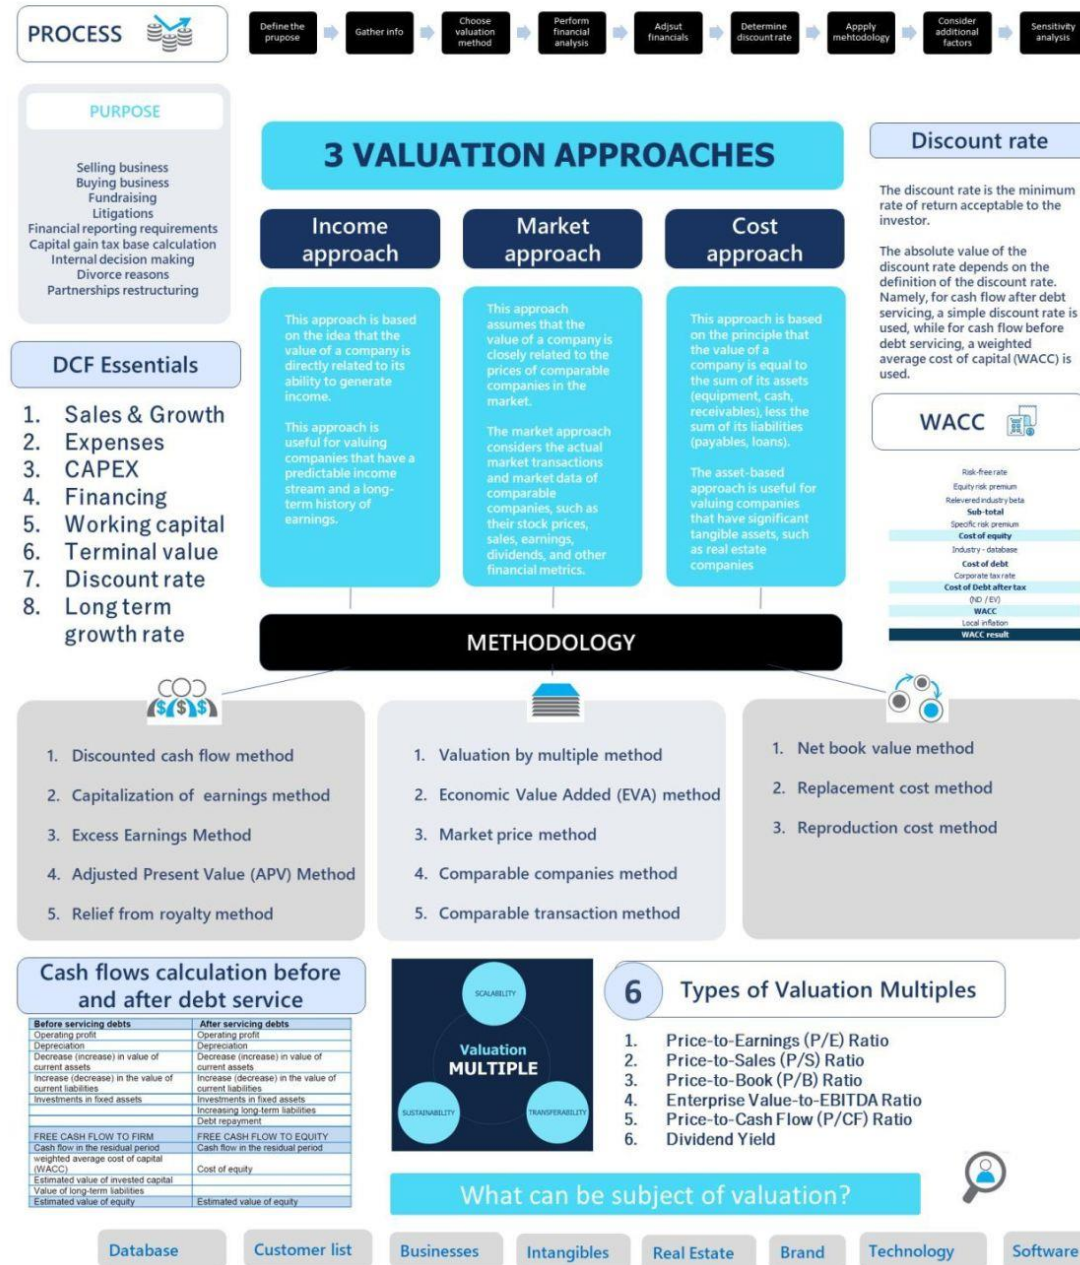 PROCESS
Define the
prupose
Gather info
Choose
valuation
method
Perform
financial
analysis
Adjsut
financials
Determine
discount rate
Appply
mehtodology
Consider
additional
factors
Sensitivity
analysis
PURPOSE
Selling business
Buying business
Fundraising
Litigations
Financial reporting requirements
Capital gain tax base calculation
Internal decision making
Divorce reasons
Partnerships restructuring
3 VALUATION APPROACHES
Income
approach
Market
approach
Cost
approach
This approach is based
on the idea that the
value of a company is
directly related to its
ability to generate
income.
This approach is
useful for valuing
companies that have a
predictable income
stream and a long-
term history of
earnings.
This approach
assumes that the
value of a company is
closely related to the
prices of comparable
companies in the
market.
The market approach
considers the actual
market transactions
and market data of
comparable
companies, such as
their stock prices,
sales, earnings,
dividends, and other
financial metrics.
This approach is based
on the principle that
the value of a
company is equal to
the sum of its assets
(equipment, cash,
receivables), less the
sum of its liabilities
(payables, loans).
The asset-based
approach is useful for
valuing companies
that have significant
tangible assets, such
as real estate
companies
Discount rate
The discount rate is the minimum
rate of return acceptable to the
investor.
The absolute value of the
discount rate depends on the
definition of the discount rate.
Namely, for cash flow after debt
servicing, a simple discount rate is
used, while for cash flow before
debt servicing, a weighted
average cost of capital (WACC) is
used.
DCF Essentials
1. Sales & Growth
2. Expenses
3. CAPEX
4. Financing
5. Working capital
6. Terminal value
7. Discount rate
8. Long term
growth rate
WACC
Risk-free rate
Equity risk premium
Relevered industry beta
Sub-total
Specific risk premium
Cost of equity
Industry - database
Cost of debt
Corporate tax rate
Cost of Debt after tax
(ND / EV)
WACC
Local inflation
WACC result
METHODOLOGY
$ $ $
1. Discounted cash flow method
2. Capitalization of earnings method
3. Excess Earnings Method
4. Adjusted Present Value (APV) Method
5. Relief from royalty method
1. Valuation by multiple method
2. Economic Value Added (EVA) method
3. Market price method
4. Comparable companies method
5. Comparable transaction method
1. Net book value method
2. Replacement cost method
3. Reproduction cost method
Cash flows calculation before
and after debt service
Before servicing debts After servicing debts
Operating profit Operating profit
Depreciation Depreciation
Decrease (increase) in value of
current assets
Decrease (increase) in value of
current assets
Increase (decrease) in the value of
current liabilities
Increase (decrease) in the value of
current liabilities
Investments in fixed assets Investments in fixed assets
Increasing long-term liabilities
Debt repayment
FREE CASH FLOW TO FIRM FREE CASH FLOW TO EQUITY
Cash flow in the residual period Cash flow in the residual period
weighted average cost of capital
(WACC)
Cost of equity
Estimated value of invested capital
Value of long-term liabilities
Estimated value of equity Estimated value of equity
SCALABILITY
Valuation
MULTIPLE
SUSTAINABILITY
TRANSFERABILITY
6 Types of Valuation Multiples
1. Price-to-Earnings (P/E) Ratio
2. Price-to-Sales (P/S) Ratio
3. Price-to-Book (P/B) Ratio
4. Enterprise Value-to-EBITDA Ratio
5. Price-to-Cash Flow (P/CF) Ratio
6. Dividend Yield
What can be subject of valuation?
Database
Customer list
Businesses
Intangibles
Real Estate
Brand
Technology
Software